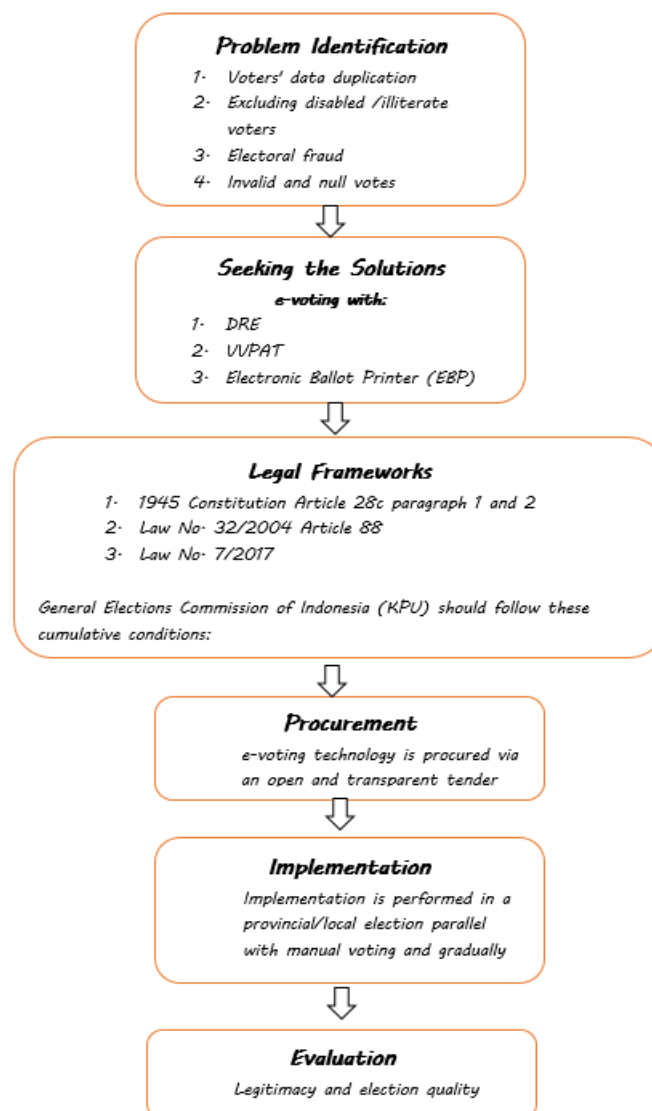 Problem Identification
1. Voters' data duplication
2. Excluding disabled /illiterate
voters
3. Electoral fraud
4. Invalid and null votes
Seeking the Solutions
e-voting with:
1. DRE
2. VVPAT
3. Electronic Ballot Printer (EBP)
Legal Frameworks
1. 1945 Constitution Article 28c paragraph 1 and 2
2. Law No. 32/2004 Article 88
3. Law No. 7/2017
General Elections Commission of Indonesia (KPU) should follow these
cumulative conditions:
Procurement
e-voting technology is procured via
an open and transparent tender
Implementation
Implementation is performed in a
provincial/local election parallel
with manual voting and gradually
Evaluation
Legitimacy and election quality